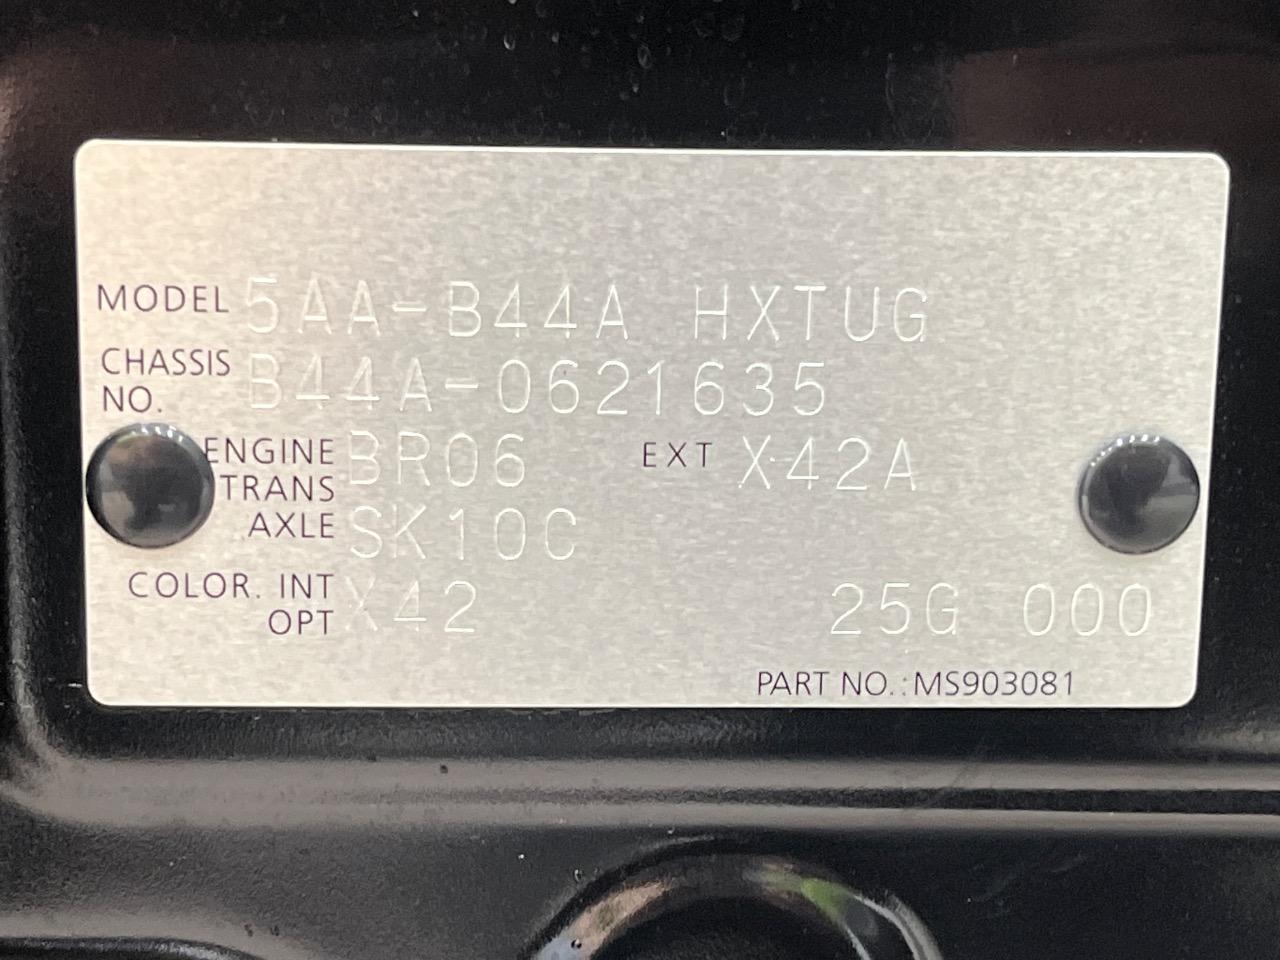 MODEL 5AA-B44A HXTUG
CHASSIS NO. B44A-0621635
ENGINE BR06 EXT X42A
TRANS AXLE SK10C
COLOR. INT OPT X42 25G 000
PART NO.:MS903081